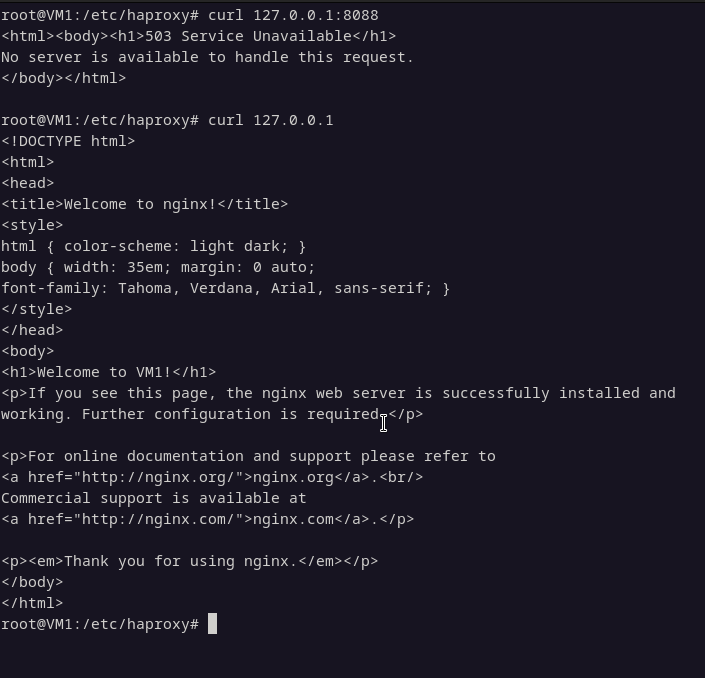 root@VM1:/etc/haproxy# curl 127.0.0.1:8088
<html><body><h1>503 Service Unavailable</h1>
No server is available to handle this request.
</body></html>

root@VM1:/etc/haproxy# curl 127.0.0.1
<!DOCTYPE html>
<html>
<head>
<title>Welcome to nginx!</title>
<style>
html { color-scheme: light dark; }
body { width: 35em; margin: 0 auto;
font-family: Tahoma, Verdana, Arial, sans-serif; }
</style>
</head>
<body>
<h1>Welcome to VM1!</h1>
<p>If you see this page, the nginx web server is successfully installed and
working. Further configuration is required.</p>

<p>For online documentation and support please refer to
<a href="http://nginx.org/">nginx.org</a>.<br/>
Commercial support is available at
<a href="http://nginx.com/">nginx.com</a>.</p>

<p><em>Thank you for using nginx.</em></p>
</body>
</html>
root@VM1:/etc/haproxy#